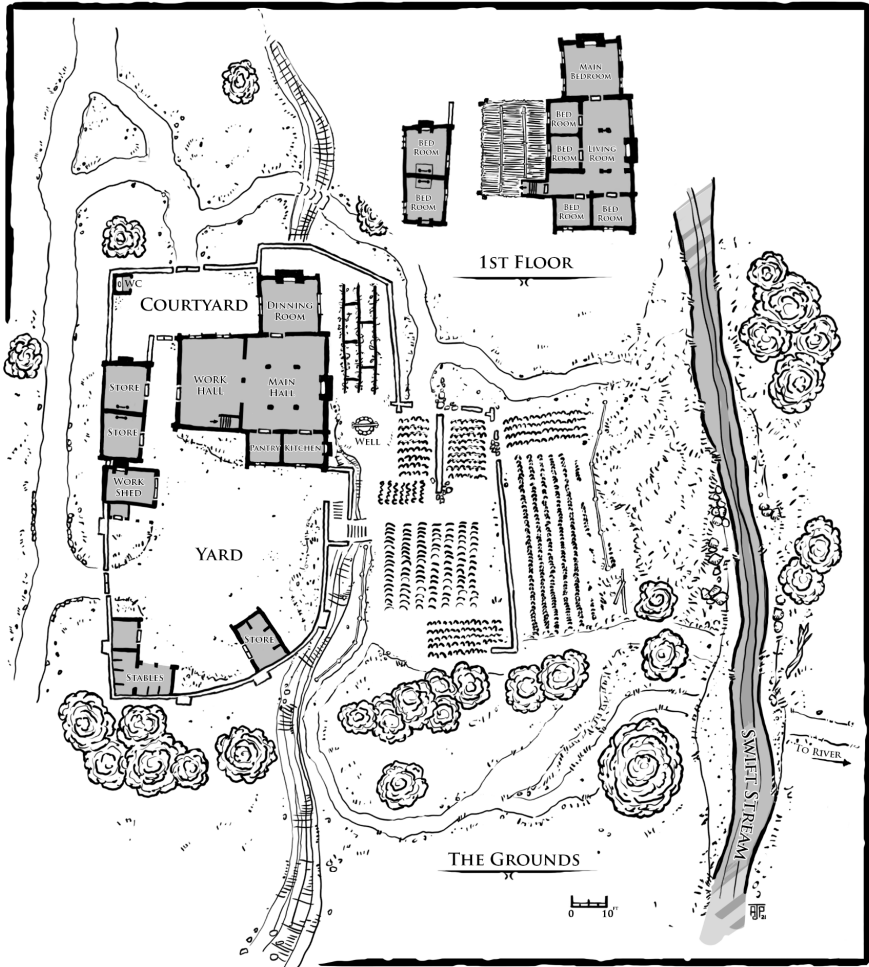 MAIN
BEDROOM
BED
ROOM
BED
ROOM
BED
ROOM
LIVING
ROOM
BED
ROOM
BED
ROOM
BED
ROOM
1ST FLOOR
WC
COURTYARD
DINNING
ROOM
WORK
HALL
MAIN
HALL
STORE
STORE
WELL
PANTRY
KITCHEN
WORK
SHED
YARD
STORE
STABLES
SWIFT STREAM
TO RIVER
THE GROUNDS
0 10 FT